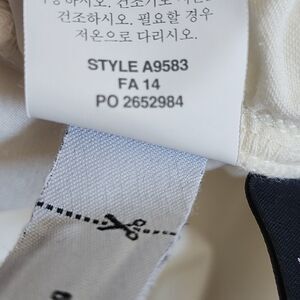 건조하시오. 필요할 경우
저온으로 다리시오.
STYLE A9583
FA 14
PO 2652984